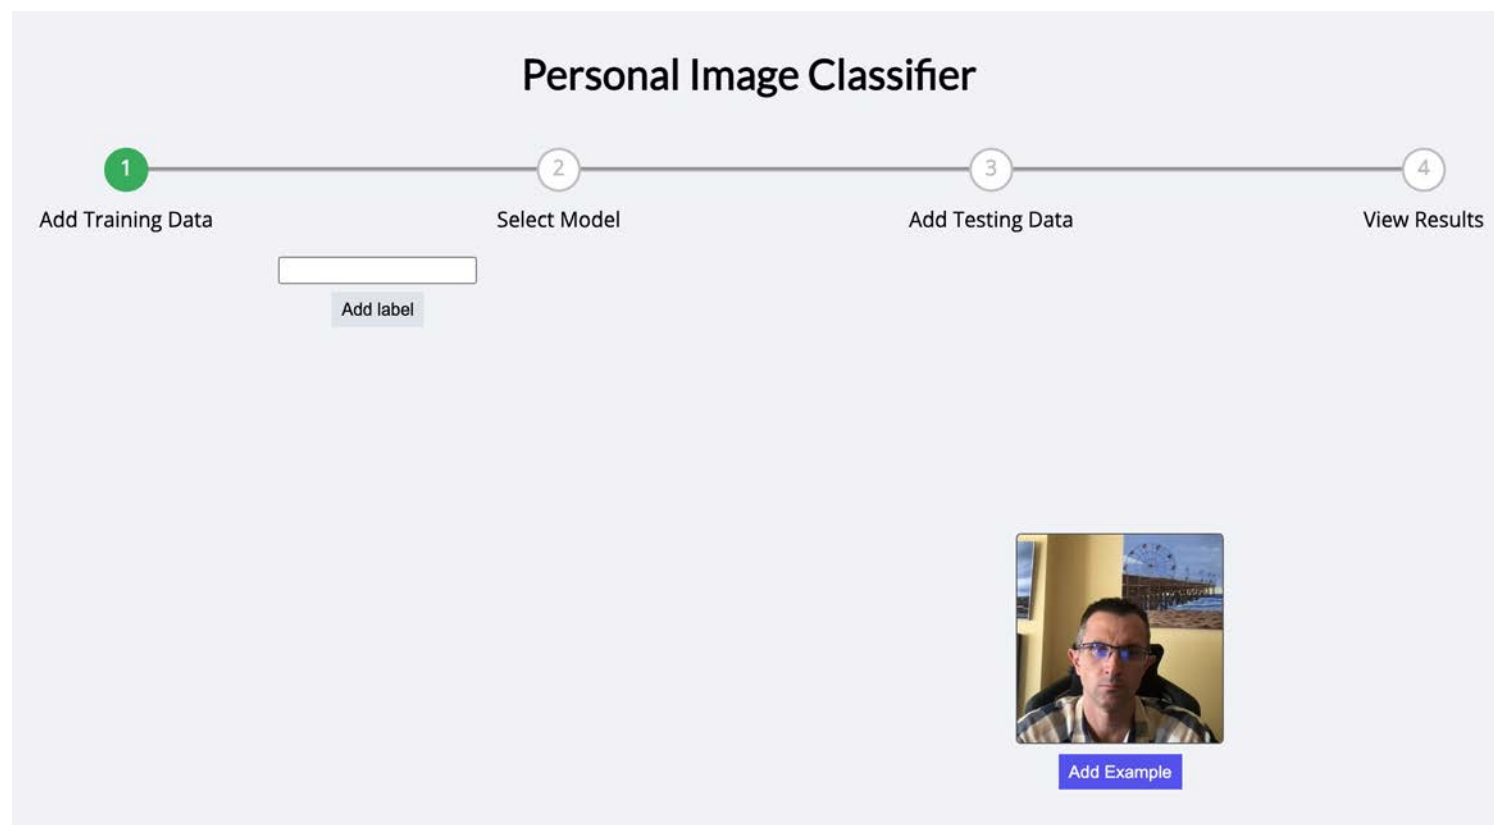 Personal Image Classifier
1 2 3 4
Add Training Data Select Model Add Testing Data View Results
Add label
Add Example